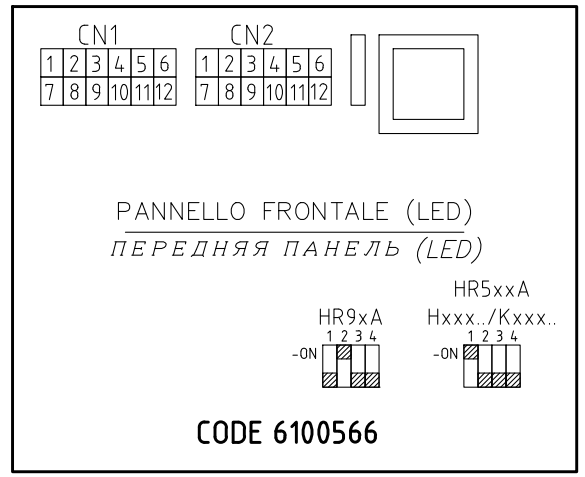 CN1 CN2
1 2 3 4 5 6 1 2 3 4 5 6
7 8 9 10 11 12 7 8 9 10 11 12
PANNELLO FRONTALE (LED)
ПЕРЕДНЯЯ ПАНЕЛЬ (LED)
HR5xxA
HR9xA Hxxx../Kxxx..
1 2 3 4 1 2 3 4
-ON -ON
CODE 6100566